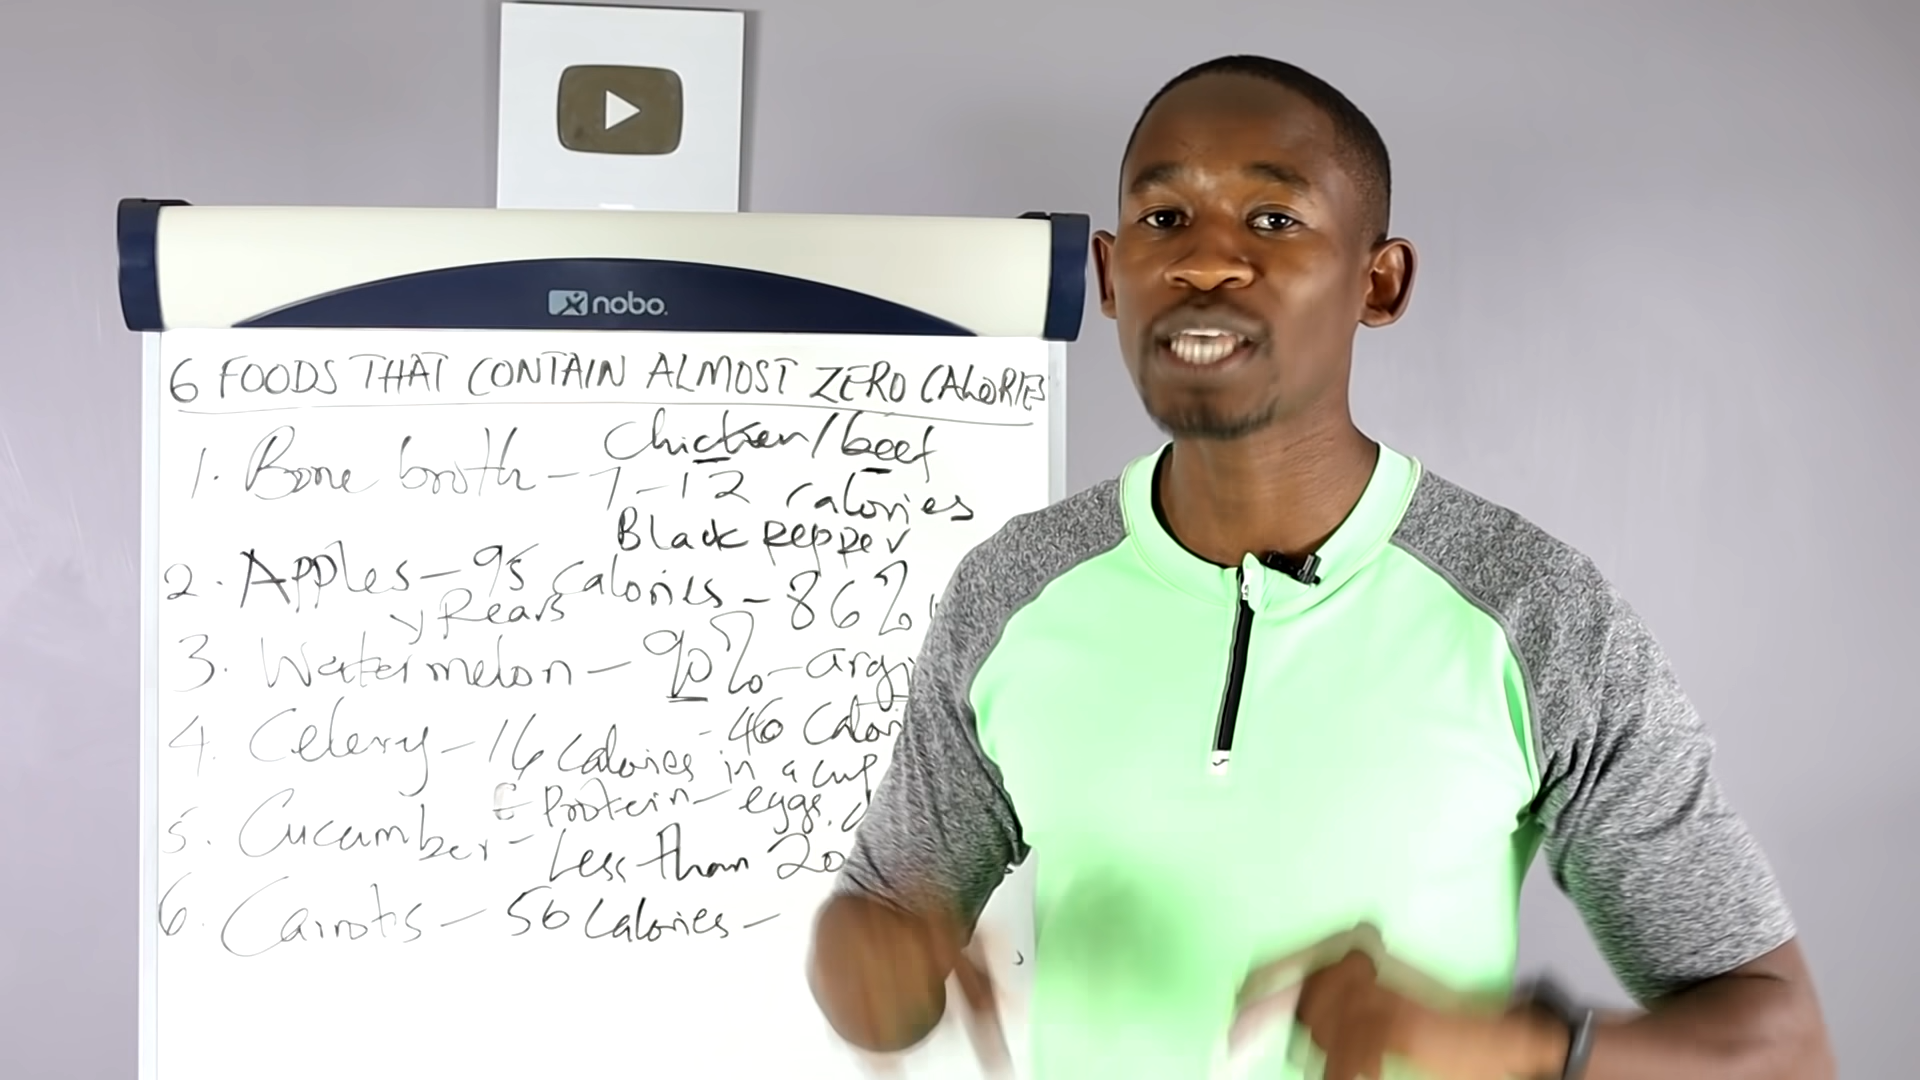 nobo
6 FOODS THAT CONTAIN ALMOST ZERO CALORIES
Chicken/beef
1. Bone broth - 7-12 calories
Black pepper
2. Apples - 95 calories - 86%
y Pears
3. Watermelon - 90% - argi
- 46 Calori
4. Celery - 16 calories in a cup
Protein - eggs.
5. Cucumber - Less than 20
6. Carrots - 56 Calories -